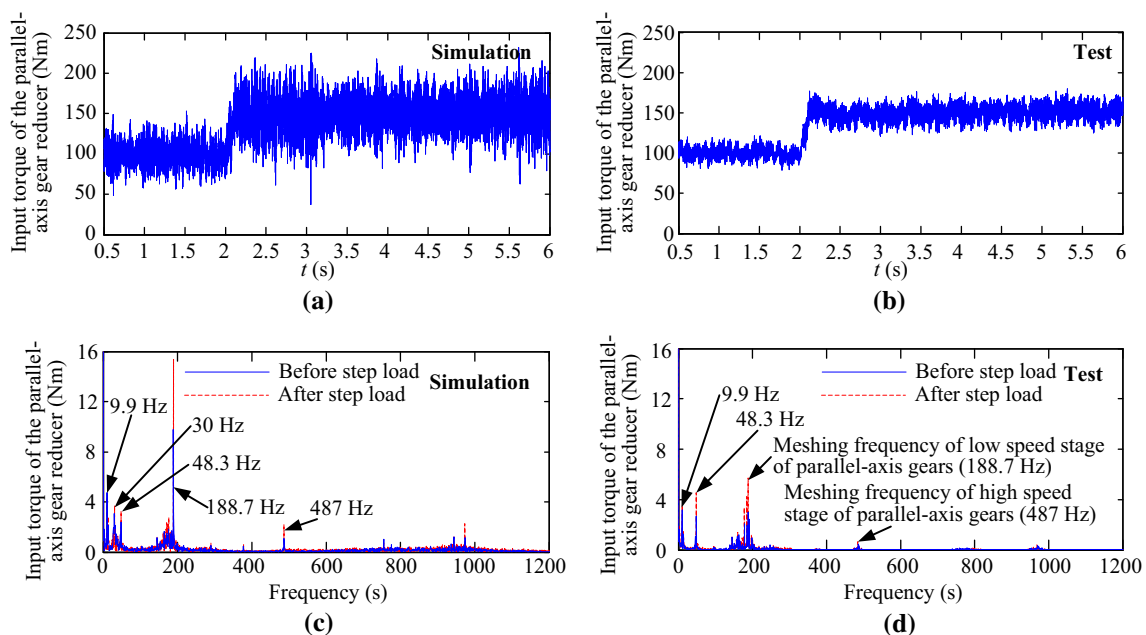 Input torque of the parallel-
axis gear reducer (Nm)
250
200
150
100
50
0
Simulation
0.5 1 1.5 2 2.5 3 3.5 4 4.5 5 5.5 6
t (s)
(a)
Input torque of the parallel-
axis gear reducer (Nm)
250
200
150
100
50
0
Test
0.5 1 1.5 2 2.5 3 3.5 4 4.5 5 5.5 6
t (s)
(b)
Input torque of the parallel-
axis gear reducer (Nm)
16
12
8
4
0
Before step load
After step load
Simulation
9.9 Hz
30 Hz
48.3 Hz
188.7 Hz
487 Hz
0 200 400 600 800 1000 1200
Frequency (s)
(c)
Input torque of the parallel-
axis gear reducer (Nm)
16
12
8
4
0
Before step load
After step load
Test
9.9 Hz
48.3 Hz
Meshing frequency of low speed stage
of parallel-axis gears (188.7 Hz)
Meshing frequency of high speed
stage of parallel-axis gears (487 Hz)
0 200 400 600 800 1000 1200
Frequency (s)
(d)